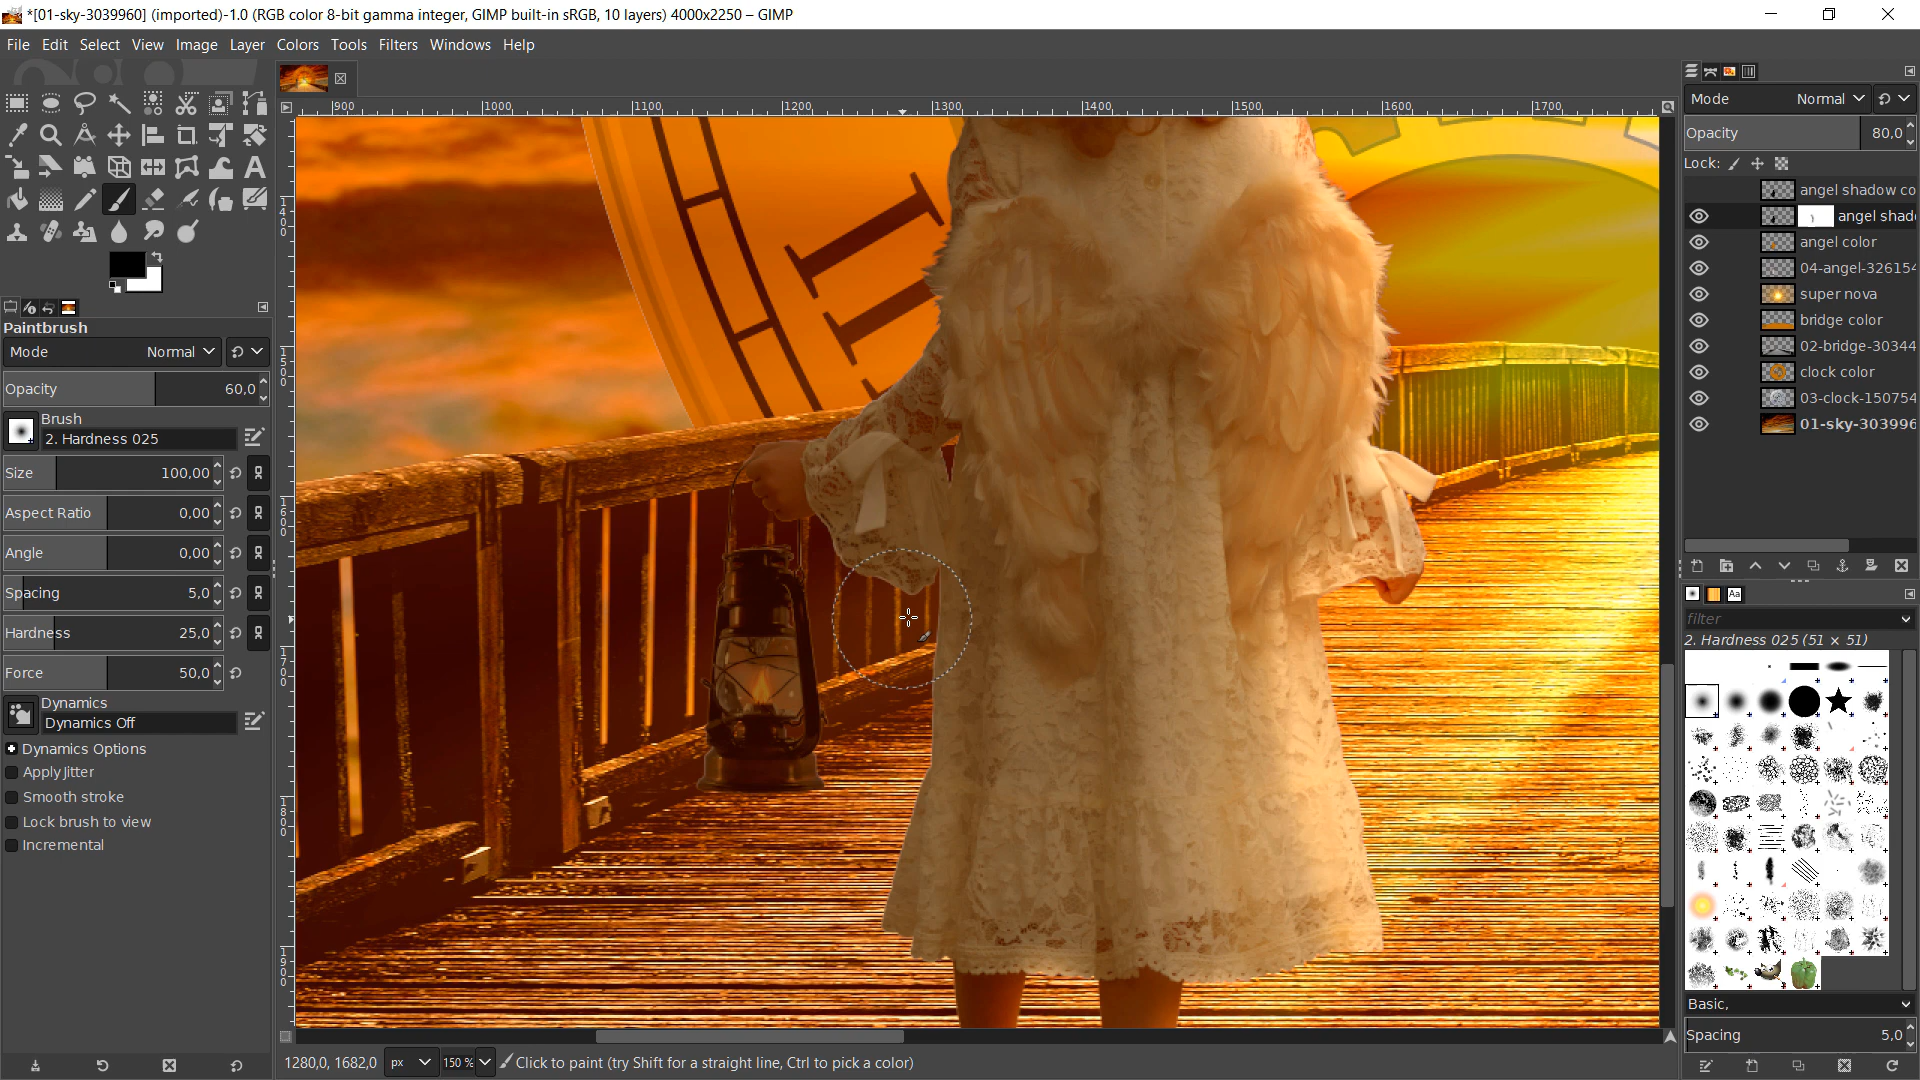 *[01-sky-3039960] (imported)-1.0 (RGB color 8-bit gamma integer, GIMP built-in sRGB, 10 layers) 4000x2250 – GIMP
File Edit Select View Image Layer Colors Tools Filters Windows Help
900 1000 1100 1200 1300 1400 1500 1600 1700
1400
1500
1600
1700
1800
1900
Paintbrush
Mode Normal
Opacity 60,0
Brush
2. Hardness 025
Size 100,00
Aspect Ratio 0,00
Angle 0,00
Spacing 5,0
Hardness 25,0
Force 50,0
Dynamics
Dynamics Off
Dynamics Options
Apply Jitter
Smooth stroke
Lock brush to view
Incremental
1280,0, 1682,0 px 150 % Click to paint (try Shift for a straight line, Ctrl to pick a color)
Mode Normal
Opacity 80,0
Lock:
angel shadow co
angel shad
angel color
04-angel-326154
super nova
bridge color
02-bridge-30344
clock color
03-clock-150754
01-sky-303996
Aa
filter
2. Hardness 025 (51 × 51)
Basic,
Spacing 5,0